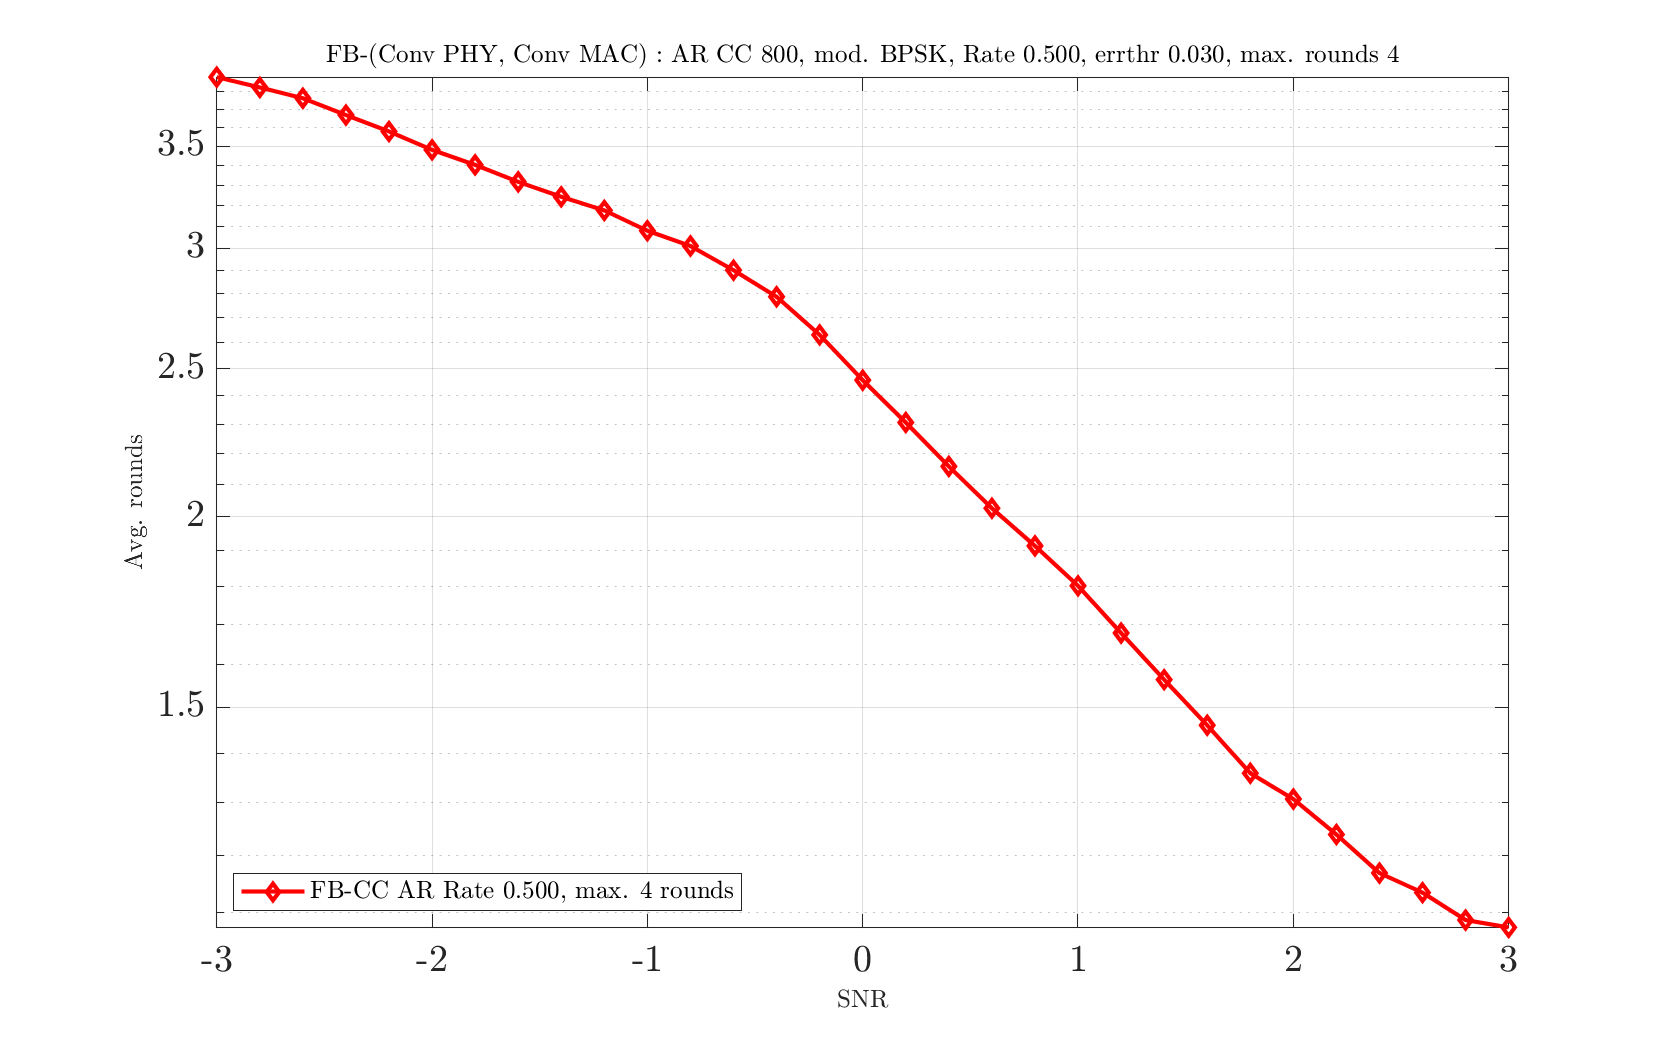 FB-(Conv PHY, Conv MAC) : AR CC 800, mod. BPSK, Rate 0.500, errthr 0.030, max. rounds 4
3.5
3
2.5
2
1.5
Avg. rounds
FB-CC AR Rate 0.500, max. 4 rounds
-3 -2 -1 0 1 2 3
SNR